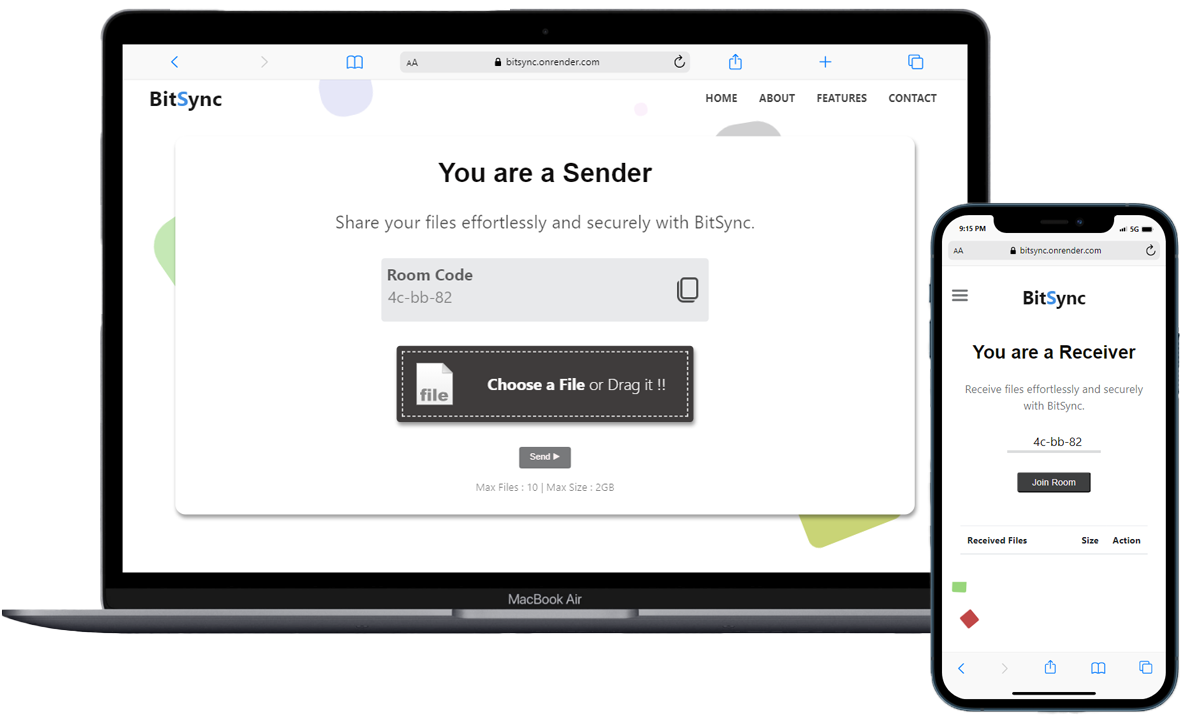 AA bitsync.onrender.com
BitSync HOME ABOUT FEATURES CONTACT
You are a Sender
Share your files effortlessly and securely with BitSync.
Room Code
4c-bb-82
file Choose a File or Drag it !!
Send
Max Files : 10 | Max Size : 2GB
MacBook Air
9:15 PM 5G
AA bitsync.onrender.com
BitSync
You are a Receiver
Receive files effortlessly and securely
with BitSync.
4c-bb-82
Join Room
Received Files Size Action